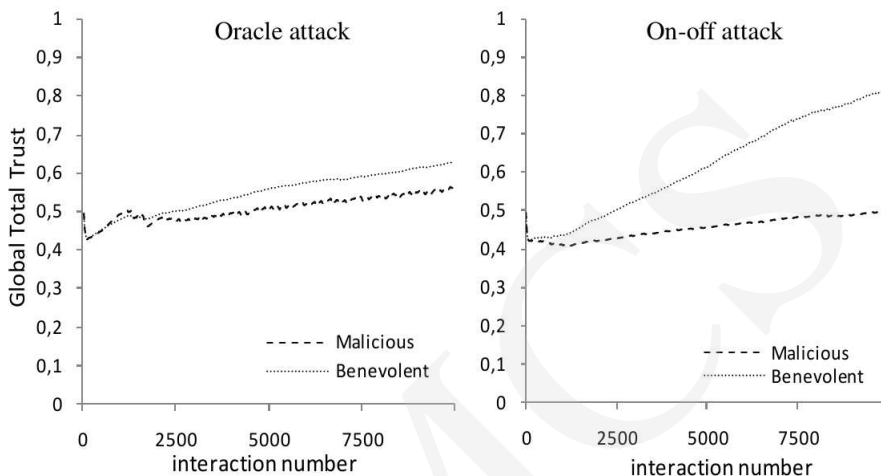 Oracle attack
Global Total Trust
1
0,9
0,8
0,7
0,6
0,5
0,4
0,3
0,2
0,1
0
Malicious
Benevolent
0 2500 5000 7500
interaction number
On-off attack
1
0,9
0,8
0,7
0,6
0,5
0,4
0,3
0,2
0,1
0
Malicious
Benevolent
0 2500 5000 7500
interaction number
MCS